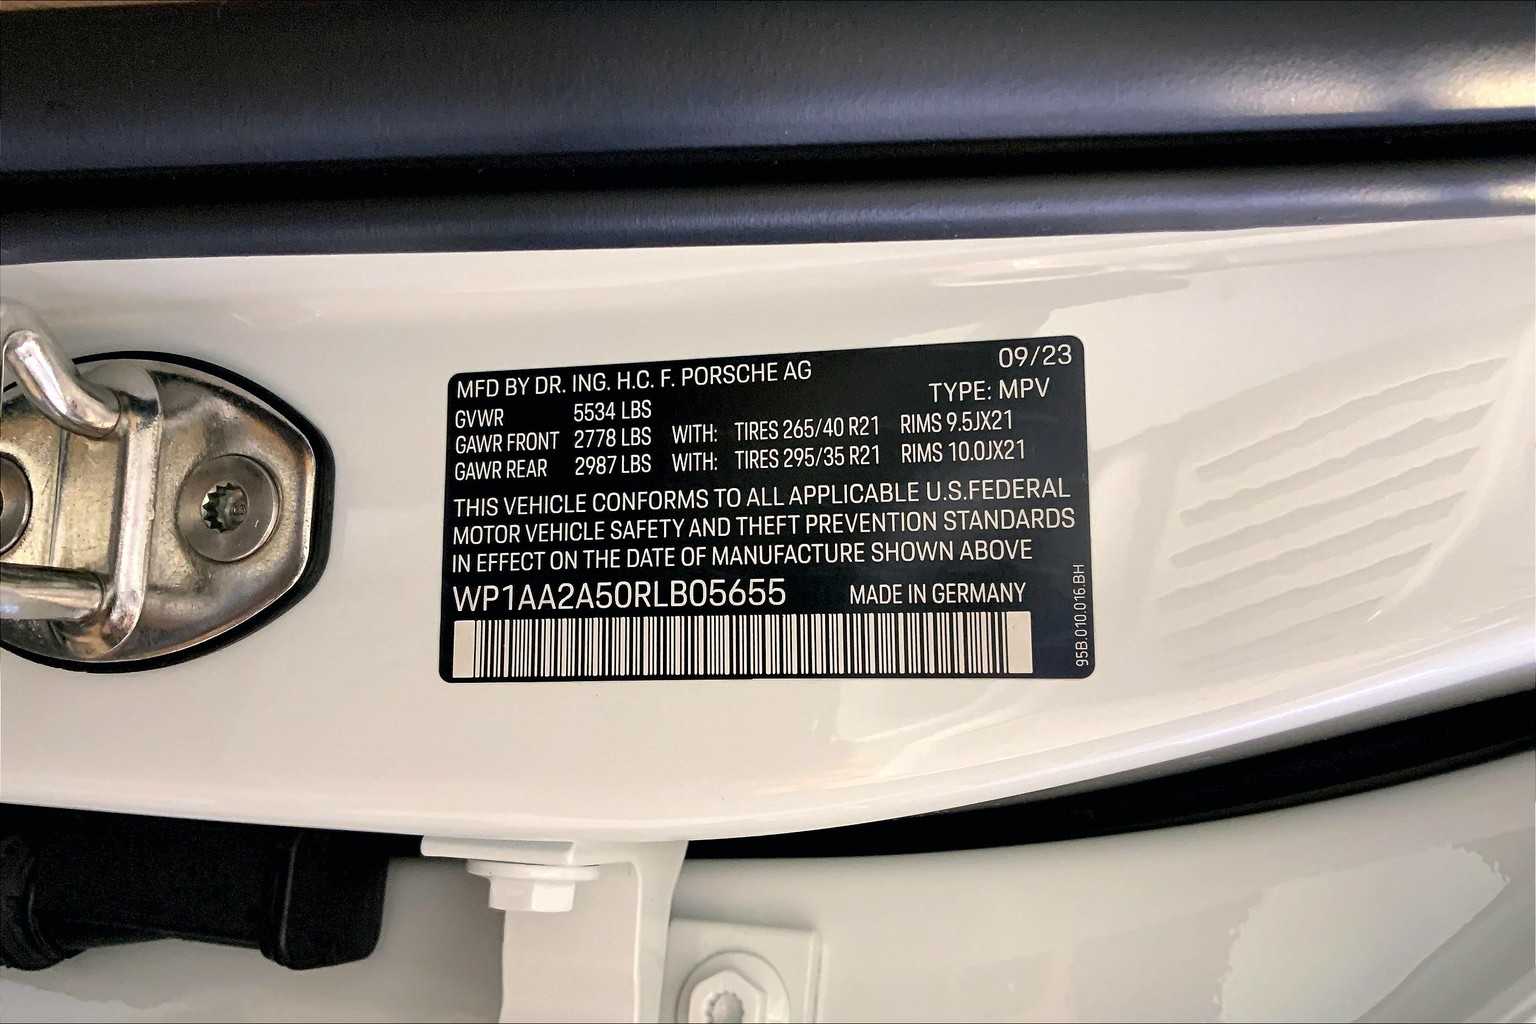 MFD BY DR. ING. H.C. F. PORSCHE AG 09/23
TYPE: MPV
GVWR 5534 LBS
GAWR FRONT 2778 LBS WITH: TIRES 265/40 R21 RIMS 9.5JX21
GAWR REAR 2987 LBS WITH: TIRES 295/35 R21 RIMS 10.0JX21
THIS VEHICLE CONFORMS TO ALL APPLICABLE U.S.FEDERAL
MOTOR VEHICLE SAFETY AND THEFT PREVENTION STANDARDS
IN EFFECT ON THE DATE OF MANUFACTURE SHOWN ABOVE
WP1AA2A50RLB05655 MADE IN GERMANY
95B.010.016.BH